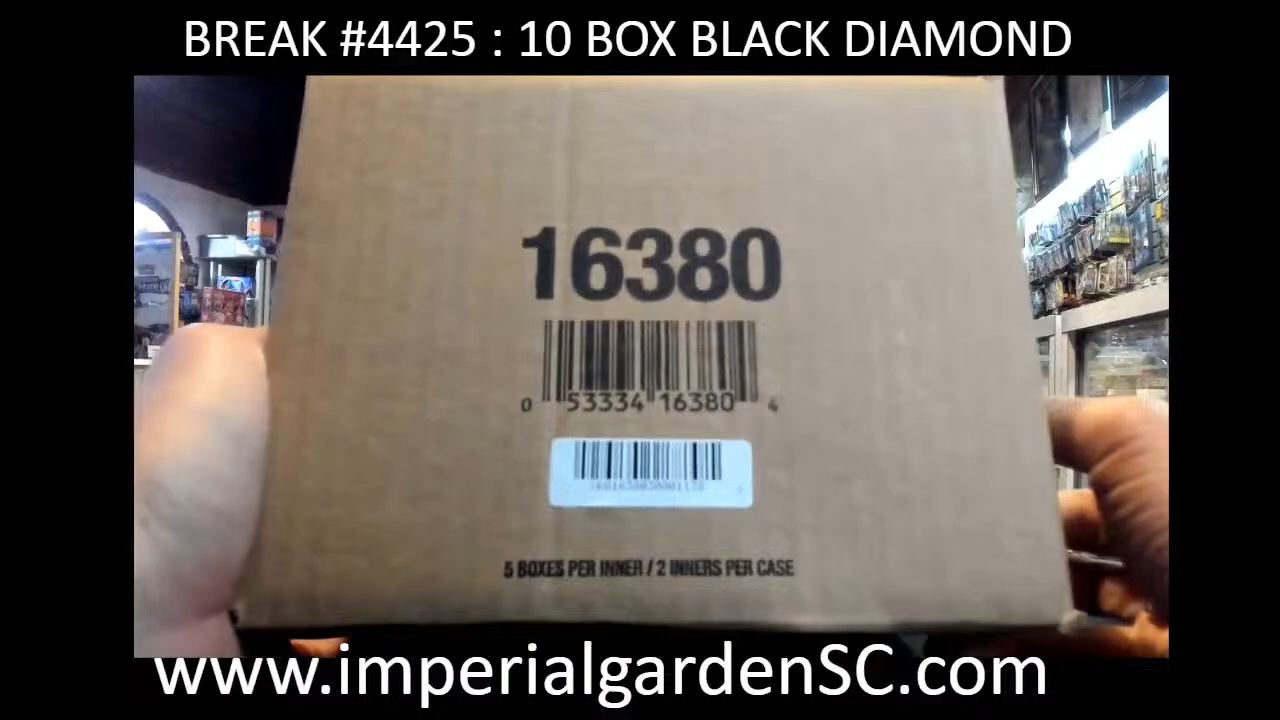 BREAK #4425 : 10 BOX BLACK DIAMOND
16380
0 53334 16380 4
5 BOXES PER INNER / 2 INNERS PER CASE
www.imperialgardenSC.com